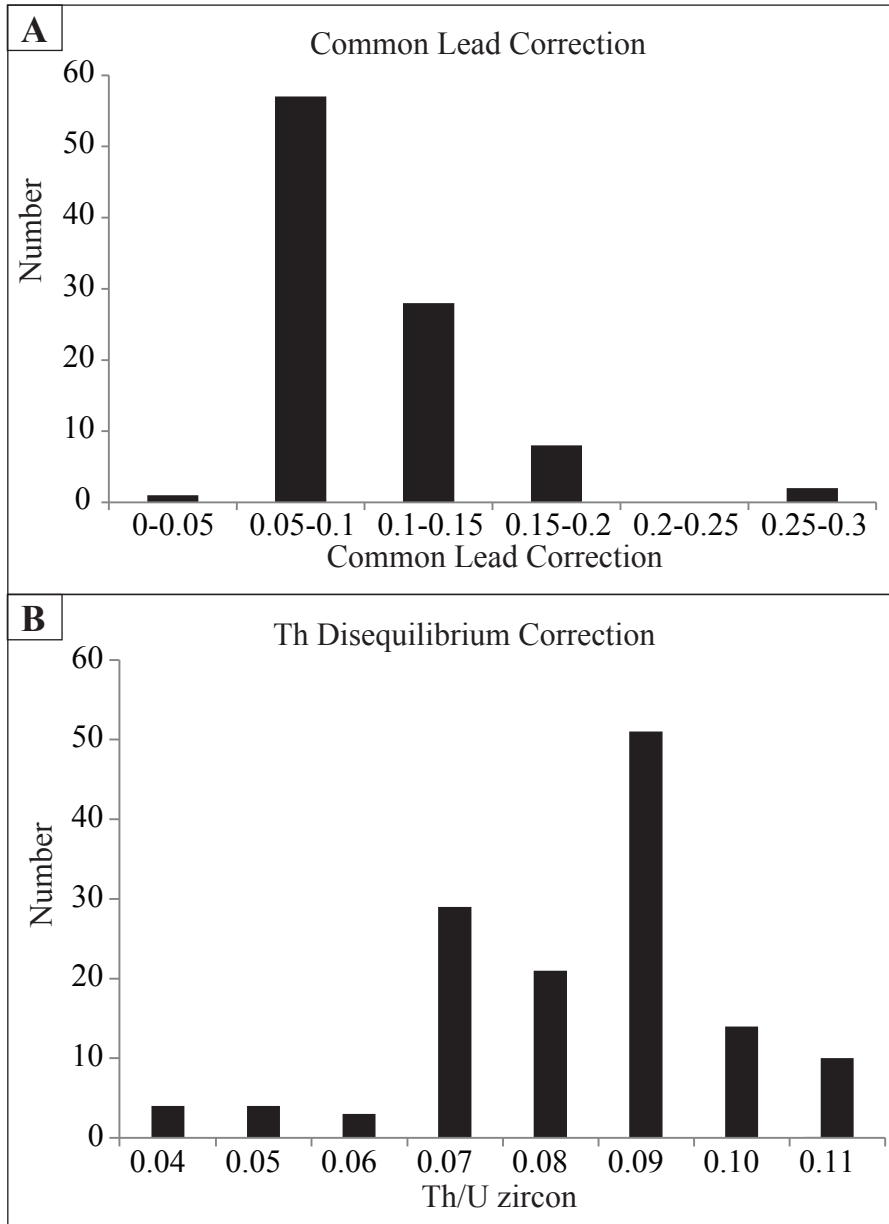 A
Common Lead Correction
60
50
40
30
20
10
0
Number
0-0.05 0.05-0.1 0.1-0.15 0.15-0.2 0.2-0.25 0.25-0.3
Common Lead Correction
B
Th Disequilibrium Correction
60
50
40
30
20
10
0
Number
0.04 0.05 0.06 0.07 0.08 0.09 0.10 0.11
Th/U zircon